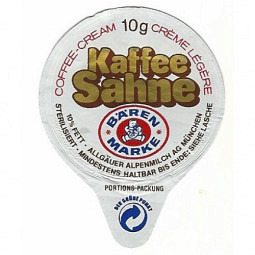 COFFEE-CREAM 10g CRÈME LÉGÈRE
Kaffee
Sahne
BÄREN
MARKE
10% FETT - ALLGÄUER ALPENMILCH AG MÜNCHEN
STERILISIERT - MINDESTENS HALTBAR BIS ENDE: SIEHE LASCHE
PORTIONS-PACKUNG
DER GRÜNE PUNKT